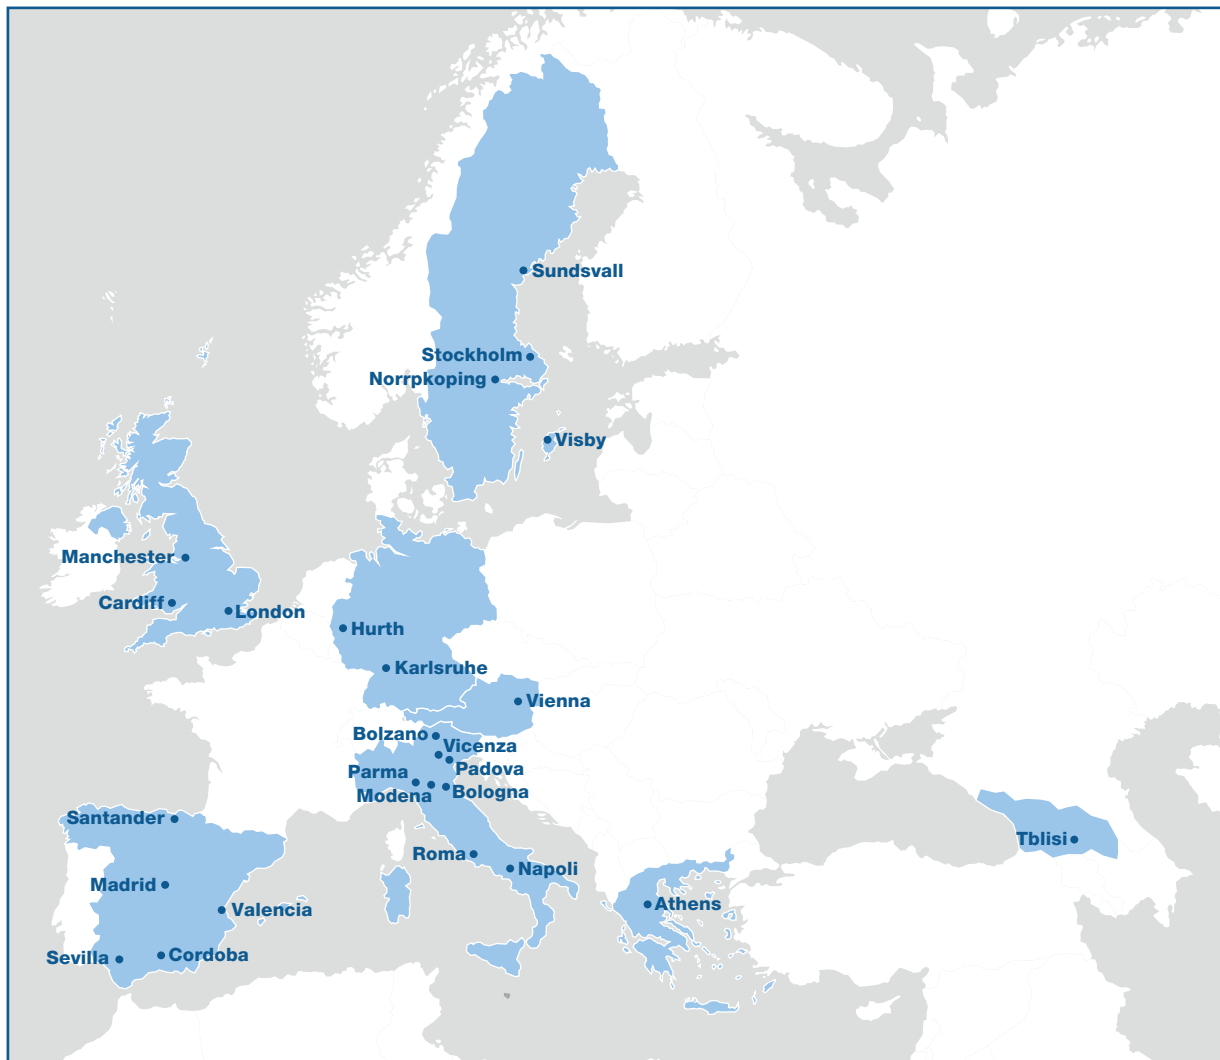 Sundsvall
Stockholm
Norrpkoping
Visby
Manchester
Cardiff
London
Hurth
Karlsruhe
Vienna
Bolzano
Vicenza
Padova
Parma
Modena
Bologna
Santander
Tblisi
Roma
Napoli
Madrid
Valencia
Athens
Sevilla
Cordoba